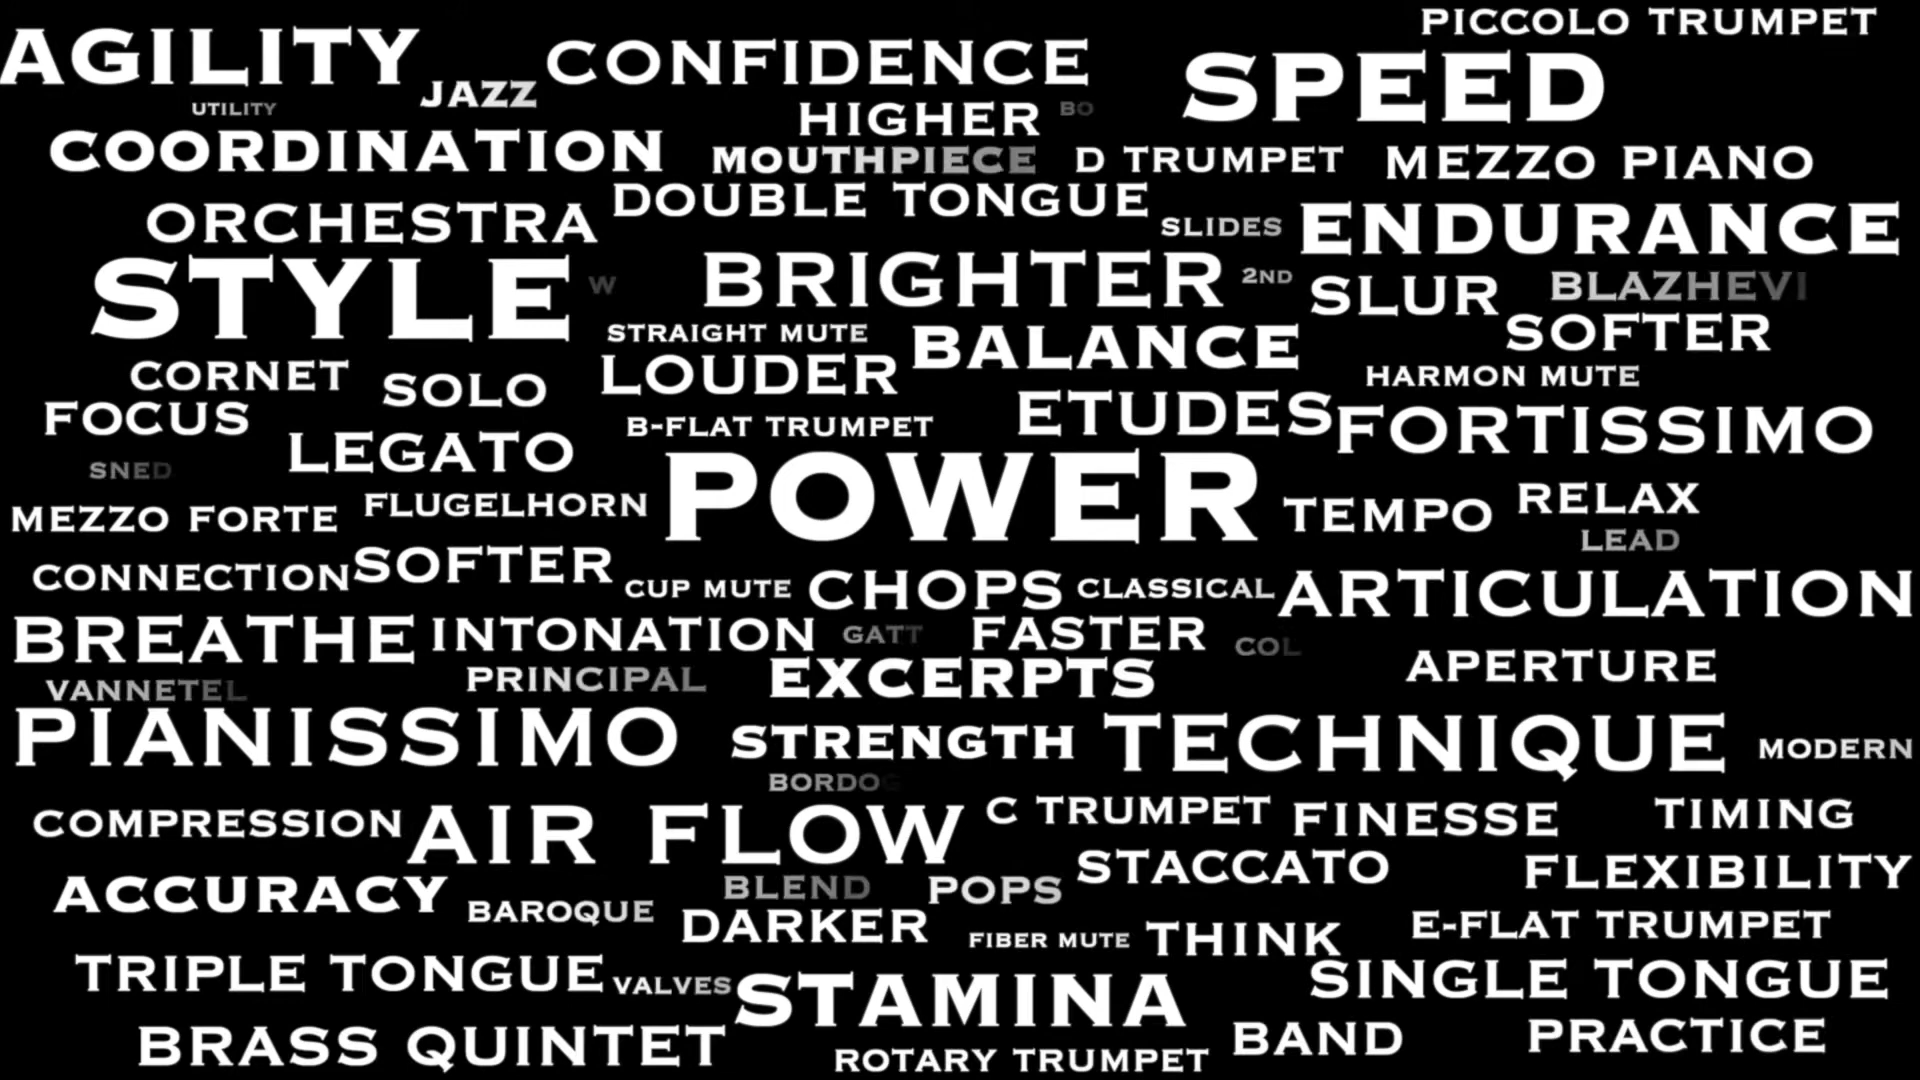 PICCOLO TRUMPET
AGILITY
CONFIDENCE
SPEED
JAZZ
UTILITY
HIGHER
BO
COORDINATION
MOUTHPIECE
D TRUMPET
MEZZO PIANO
DOUBLE TONGUE
ORCHESTRA
SLIDES
ENDURANCE
STYLE
W
BRIGHTER
2ND
SLUR
BLAZHEVI
STRAIGHT MUTE
BALANCE
SOFTER
CORNET
SOLO
LOUDER
HARMON MUTE
FOCUS
B-FLAT TRUMPET
ETUDES
FORTISSIMO
LEGATO
SNED
POWER
MEZZO FORTE
FLUGELHORN
TEMPO
RELAX
LEAD
CONNECTION
SOFTER
CUP MUTE
CHOPS
CLASSICAL
ARTICULATION
BREATHE
INTONATION
GATT
FASTER
COL
APERTURE
VANNETEL
PRINCIPAL
EXCERPTS
PIANISSIMO
STRENGTH
TECHNIQUE
MODERN
BORDOG
COMPRESSION
AIR FLOW
C TRUMPET
FINESSE
TIMING
STACCATO
FLEXIBILITY
ACCURACY
BAROQUE
BLEND
POPS
DARKER
FIBER MUTE
THINK
E-FLAT TRUMPET
TRIPLE TONGUE
VALVES
STAMINA
SINGLE TONGUE
BRASS QUINTET
ROTARY TRUMPET
BAND
PRACTICE